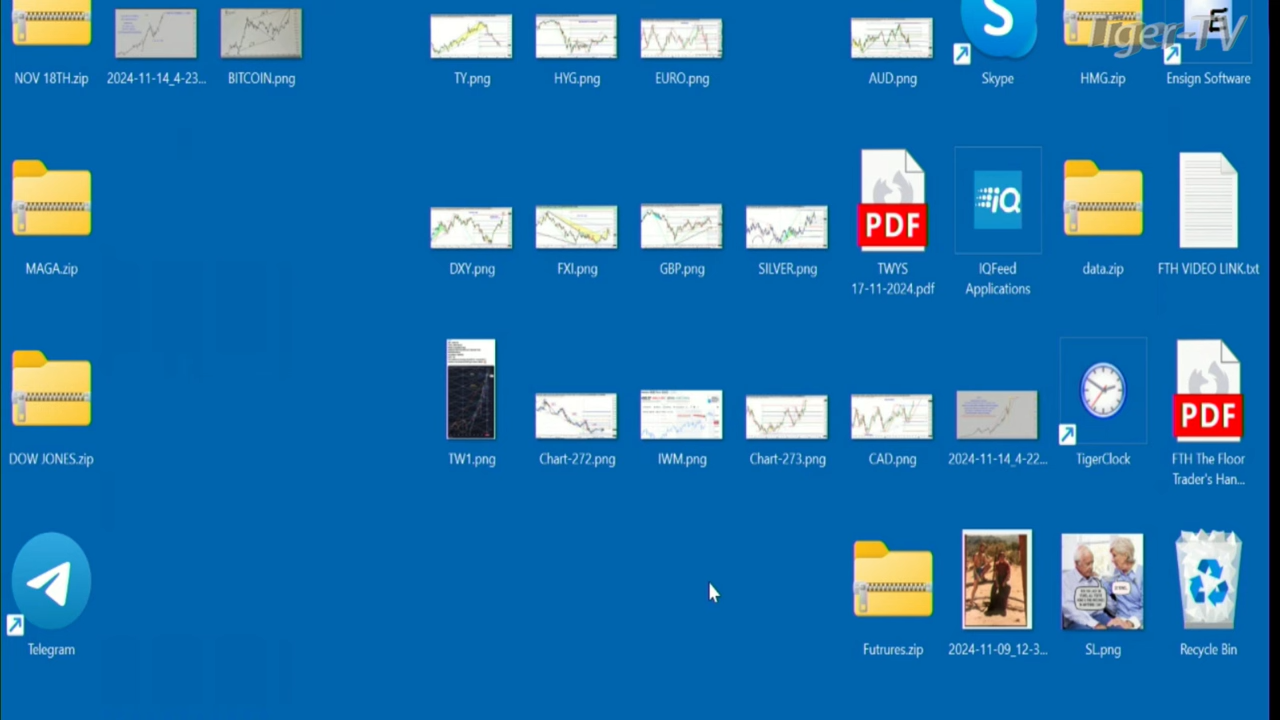 Tiger-TV
NOV 18TH.zip
2024-11-14_4-23...
BITCOIN.png
TY.png
HYG.png
EURO.png
AUD.png
S
Skype
HMG.zip
E
Ensign Software
MAGA.zip
DXY.png
FXI.png
GBP.png
SILVER.png
PDF
TWYS
17-11-2024.pdf
iQ
IQFeed
Applications
data.zip
FTH VIDEO LINK.txt
DOW JONES.zip
TW1.png
Chart-272.png
IWM.png
Chart-273.png
CAD.png
2024-11-14_4-22...
TigerClock
PDF
FTH The Floor
Trader's Han...
Telegram
Futrures.zip
2024-11-09_12-3...
SL.png
Recycle Bin